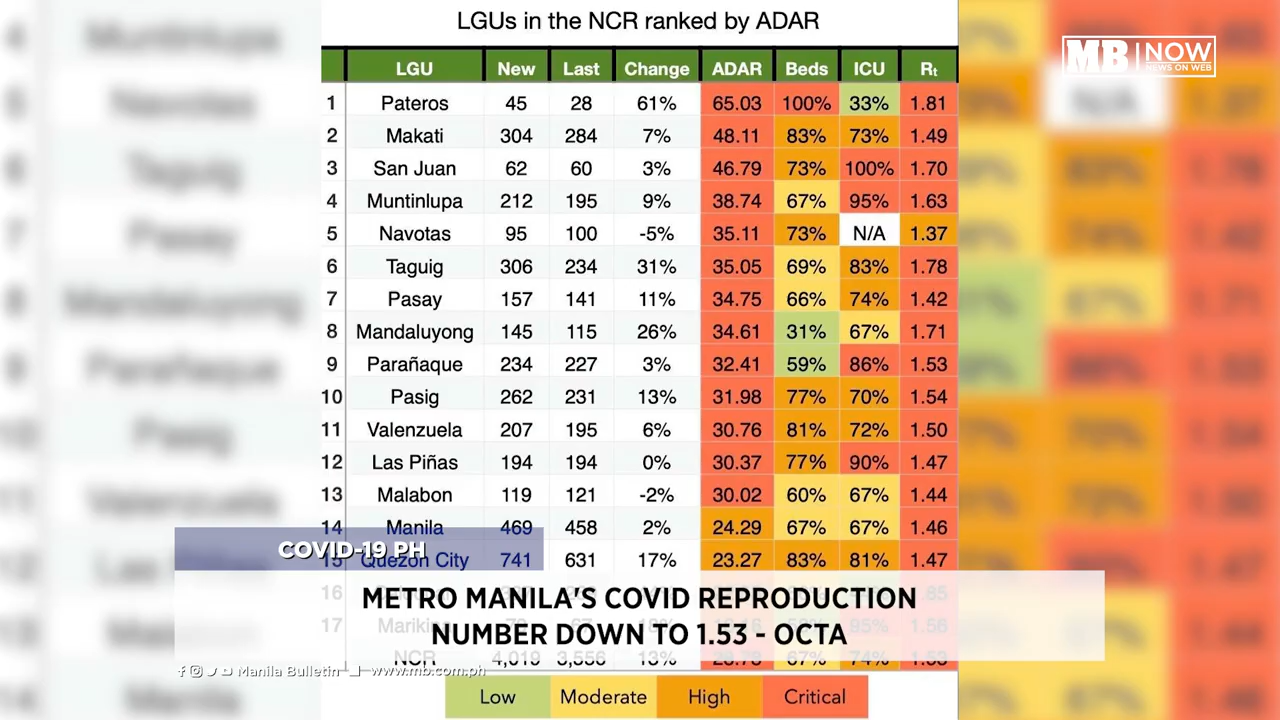 LGUs in the NCR ranked by ADAR
MB NOW
NEWS ON WEB
LGU New Last Change ADAR Beds ICU Rt
1 Pateros 45 28 61% 65.03 100% 33% 1.81
2 Makati 304 284 7% 48.11 83% 73% 1.49
3 San Juan 62 60 3% 46.79 73% 100% 1.70
4 Muntinlupa 212 195 9% 38.74 67% 95% 1.63
5 Navotas 95 100 -5% 35.11 73% N/A 1.37
6 Taguig 306 234 31% 35.05 69% 83% 1.78
7 Pasay 157 141 11% 34.75 66% 74% 1.42
8 Mandaluyong 145 115 26% 34.61 31% 67% 1.71
9 Parañaque 234 227 3% 32.41 59% 86% 1.53
10 Pasig 262 231 13% 31.98 77% 70% 1.54
11 Valenzuela 207 195 6% 30.76 81% 72% 1.50
12 Las Piñas 194 194 0% 30.37 77% 90% 1.47
13 Malabon 119 121 -2% 30.02 60% 67% 1.44
14 Manila 469 458 2% 24.29 67% 67% 1.46
COVID-19 PH
15 Quezon City 741 631 17% 23.27 83% 81% 1.47
16
METRO MANILA'S COVID REPRODUCTION
17
NUMBER DOWN TO 1.53 - OCTA
NCR 4,019 3,556 13% 67% 74% 1.53
Manila Bulletin www.mb.com.ph
Low Moderate High Critical